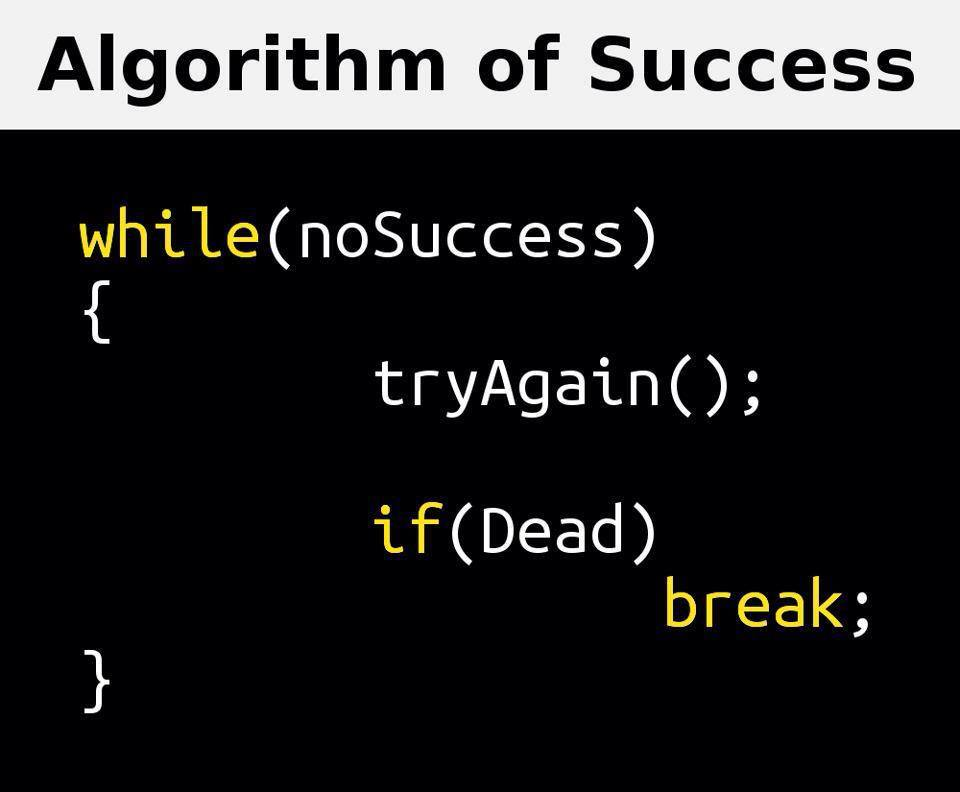 Algorithm of Success
while(noSuccess)
{
tryAgain();
if(Dead)
break;
}